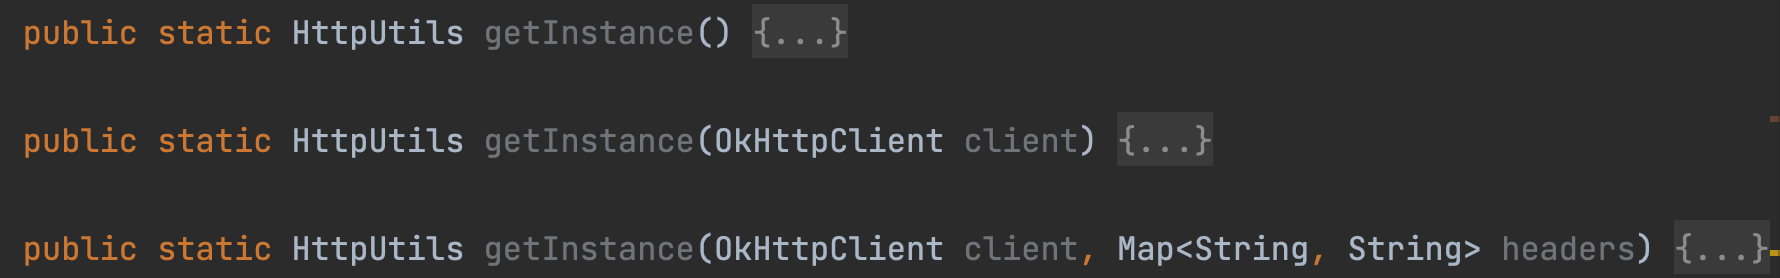 public static HttpUtils getInstance() {...}
public static HttpUtils getInstance(OkHttpClient client) {...}
public static HttpUtils getInstance(OkHttpClient client, Map<String, String> headers) {...}